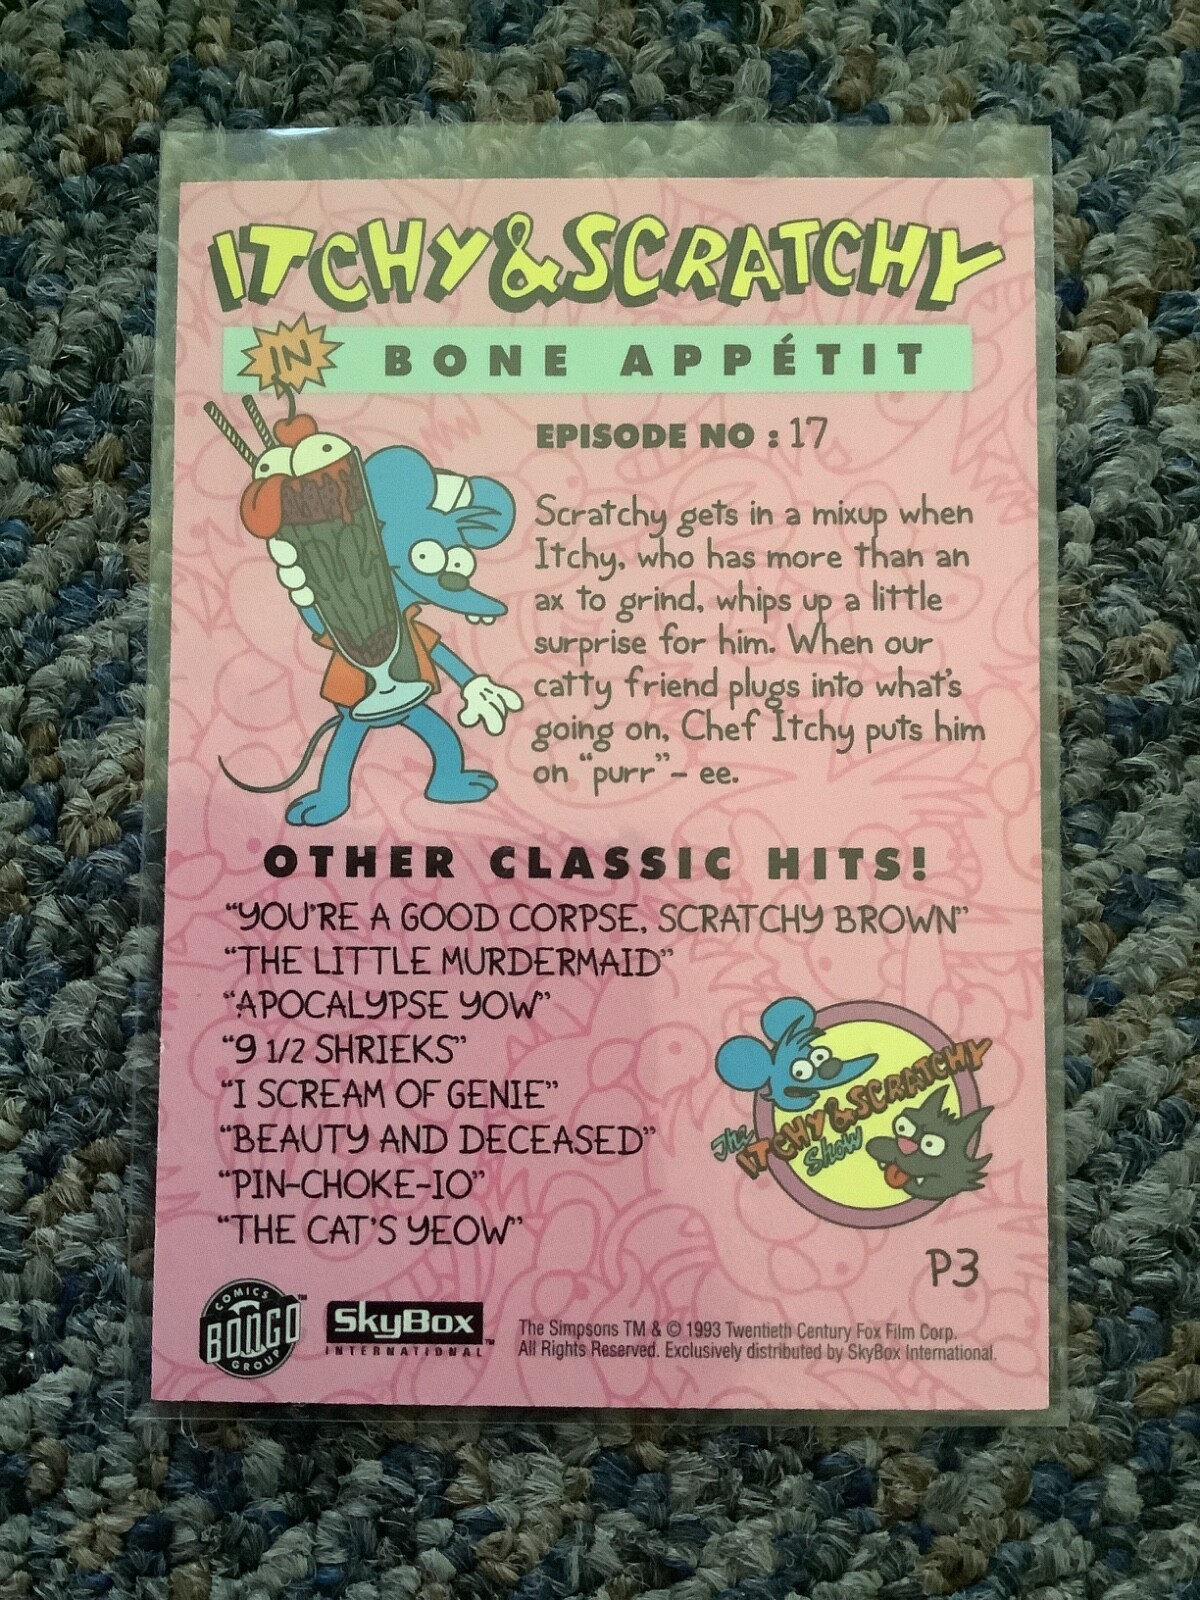 ITCHY & SCRATCHY
IN BONE APPÉTIT
EPISODE NO : 17
Scratchy gets in a mixup when
Itchy, who has more than an
ax to grind, whips up a little
surprise for him. When our
catty friend plugs into what's
going on, Chef Itchy puts him
on "purr"- ee.
OTHER CLASSIC HITS!
"YOU'RE A GOOD CORPSE, SCRATCHY BROWN"
"THE LITTLE MURDERMAID"
"APOCALYPSE YOW"
"9 1/2 SHRIEKS"
"I SCREAM OF GENIE"
"BEAUTY AND DECEASED"
"PIN-CHOKE-IO"
"THE CAT'S YEOW"
The
ITCHY & SCRATCHY
Show
P3
COMICS
BONGO™
GROUP
SkyBox™
INTERNATIONAL
The Simpsons TM & © 1993 Twentieth Century Fox Film Corp.
All Rights Reserved. Exclusively distributed by SkyBox International.